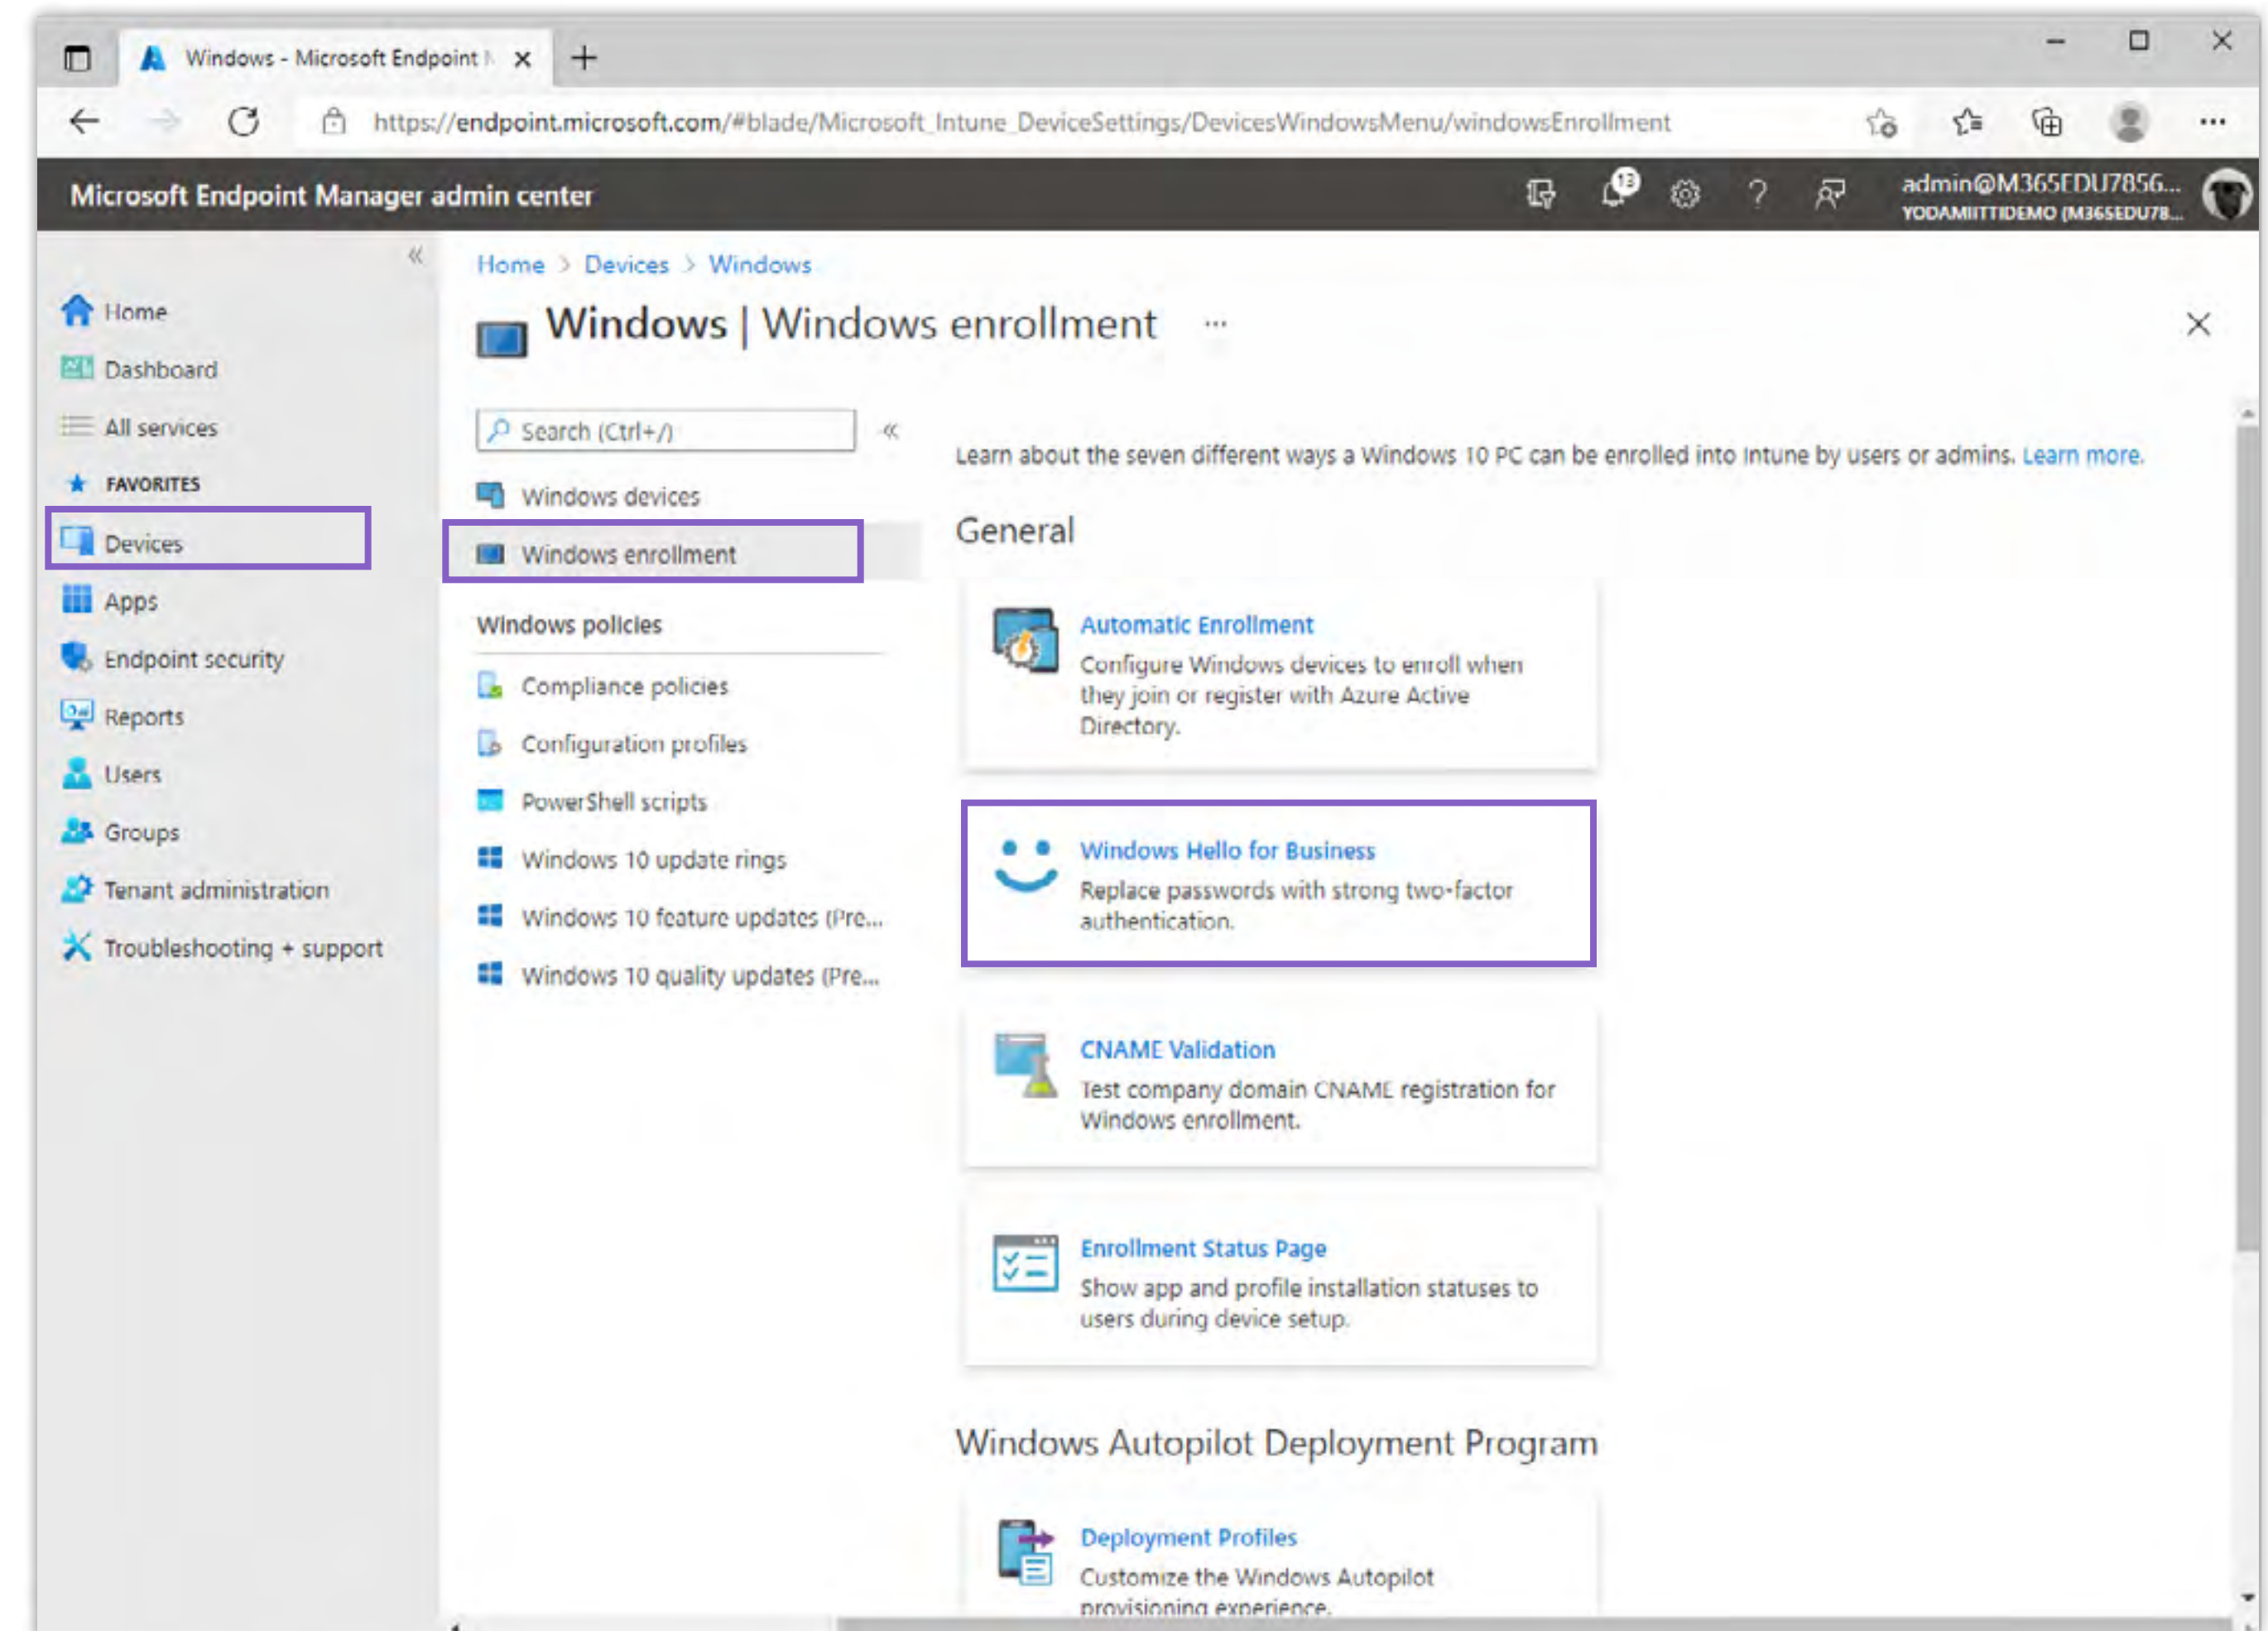 Windows - Microsoft Endpoint
https://endpoint.microsoft.com/#blade/Microsoft_Intune_DeviceSettings/DevicesWindowsMenu/windowsEnrollment
Microsoft Endpoint Manager admin center
13
admin@M365EDU7856...
YODAMIITTIDEMO (M365EDU78...
Home
Dashboard
All services
FAVORITES
Devices
Apps
Endpoint security
Reports
Users
Groups
Tenant administration
Troubleshooting + support
Home > Devices > Windows
Windows | Windows enrollment ...
Search (Ctrl+/)
Windows devices
Windows enrollment
Windows policies
Compliance policies
Configuration profiles
PowerShell scripts
Windows 10 update rings
Windows 10 feature updates (Pre...
Windows 10 quality updates (Pre...
Learn about the seven different ways a Windows 10 PC can be enrolled into Intune by users or admins. Learn more.
General
Automatic Enrollment
Configure Windows devices to enroll when
they join or register with Azure Active
Directory.
Windows Hello for Business
Replace passwords with strong two-factor
authentication.
CNAME Validation
Test company domain CNAME registration for
Windows enrollment.
Enrollment Status Page
Show app and profile installation statuses to
users during device setup.
Windows Autopilot Deployment Program
Deployment Profiles
Customize the Windows Autopilot
provisioning experience.